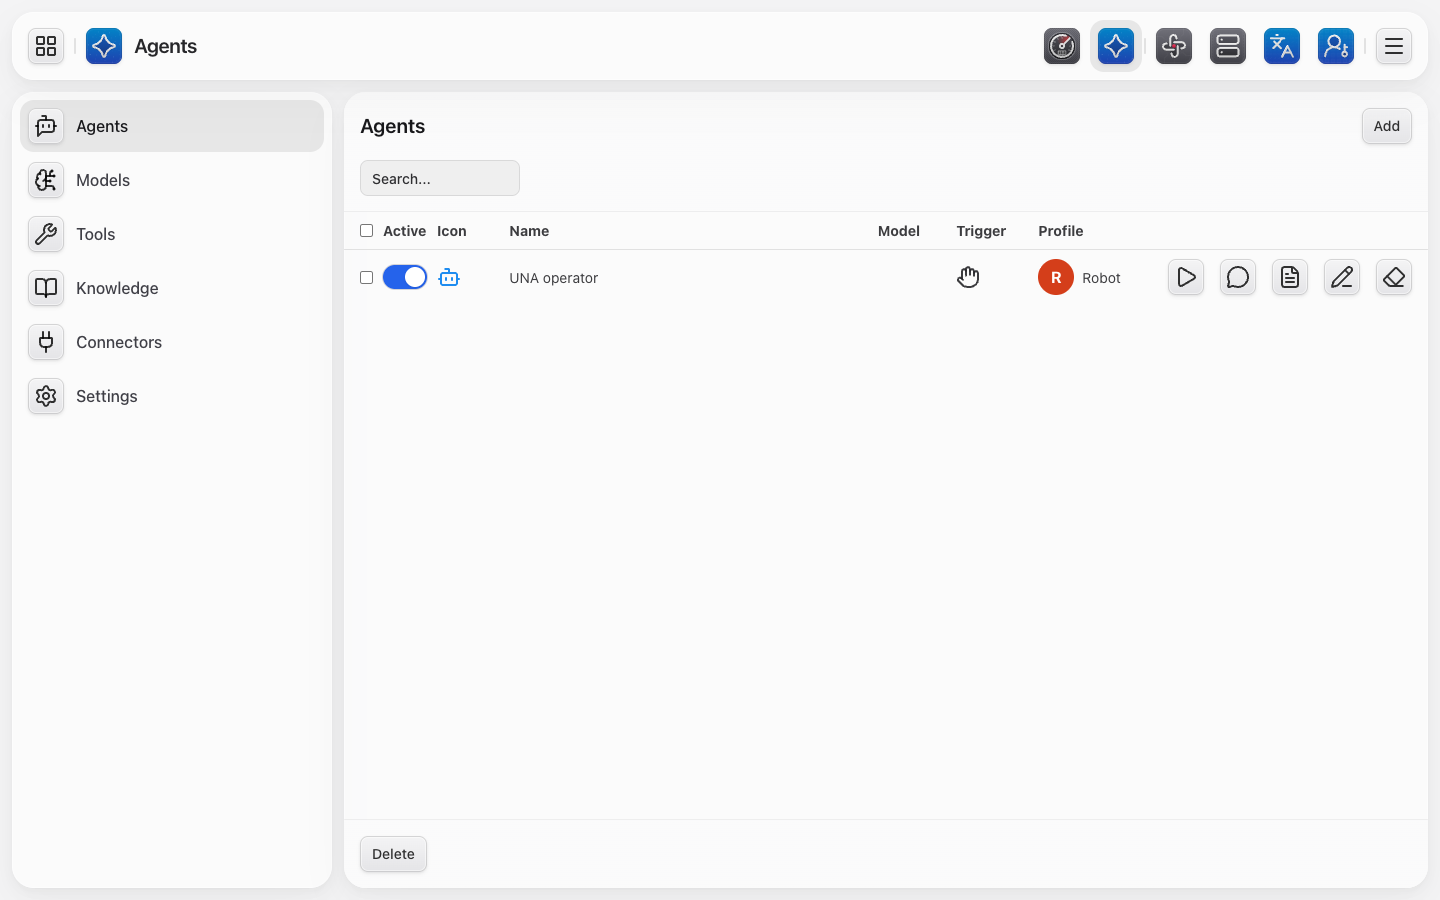 Agents
Agents
Models
Tools
Knowledge
Connectors
Settings
Agents
Add
Search...
Active Icon Name Model Trigger Profile
UNA operator R Robot
Delete